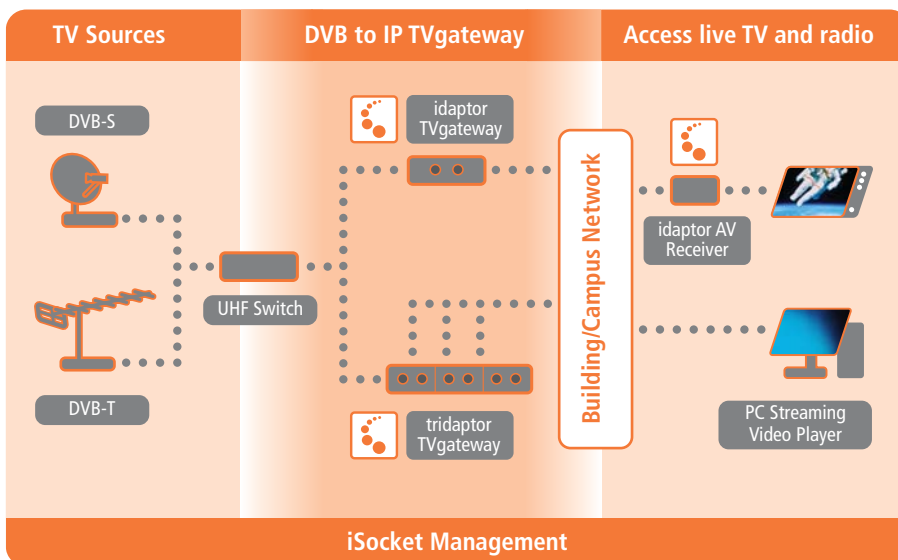 TV Sources
DVB to IP TVgateway
Access live TV and radio
DVB-S
idaptor
TVgateway
idaptor AV
Receiver
UHF Switch
Building/Campus Network
DVB-T
tridaptor
TVgateway
PC Streaming
Video Player
iSocket Management